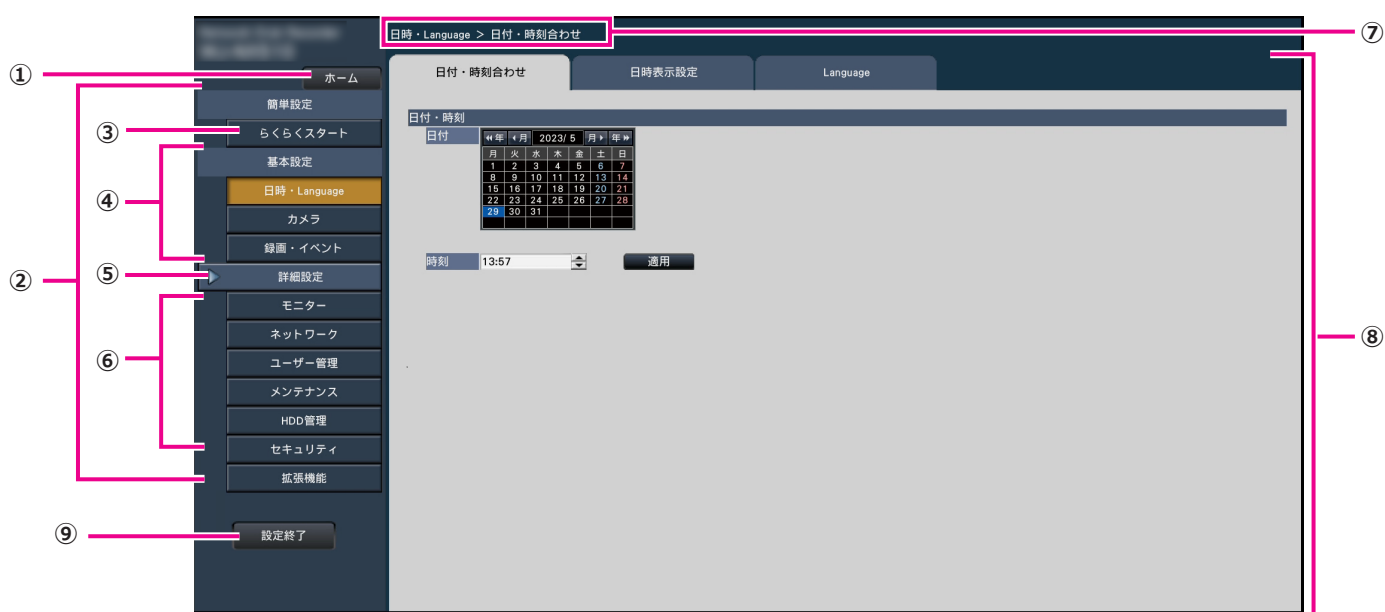 日時・Language > 日付・時刻合わせ
⑦
① ホーム
日付・時刻合わせ 日時表示設定 Language
②
簡単設定
③ らくらくスタート
④
基本設定
日時・Language
カメラ
録画・イベント
⑤ 詳細設定
⑥
モニター
ネットワーク
ユーザー管理
メンテナンス
HDD管理
セキュリティ
拡張機能
⑨ 設定終了
日付・時刻
日付
年 月 2023/ 5 月 年
月 火 水 木 金 土 日
1 2 3 4 5 6 7
8 9 10 11 12 13 14
15 16 17 18 19 20 21
22 23 24 25 26 27 28
29 30 31
時刻 13:57 適用
⑧